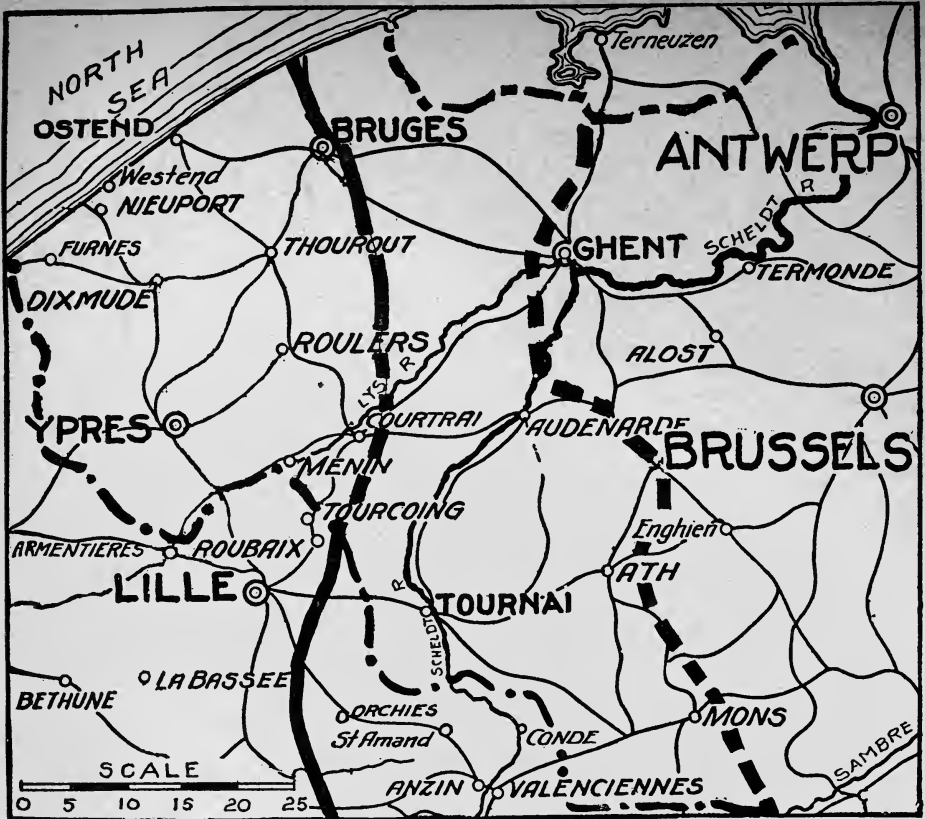 Terneuzen
NORTH
SEA
OSTEND
BRUGES
ANTWERP
Westend
NIEUPORT
SCHELDT R
FURNES
THOUROUT
GHENT
TERMONDE
DIXMUDE
ROULERS
ALOST
LYS R
YPRES
COURTRAI
AUDENARDE
BRUSSELS
MENIN
TOURCOING
Enghien
ARMENTIERES
ROUBAIX
ATH
LILLE
TOURNAI
SCHELDT R
BETHUNE
LA BASSEE
ORCHIES
St Amand
CONDE
MONS
SAMBRE
SCALE
ANZIN
VALENCIENNES
0 5 10 15 20 25